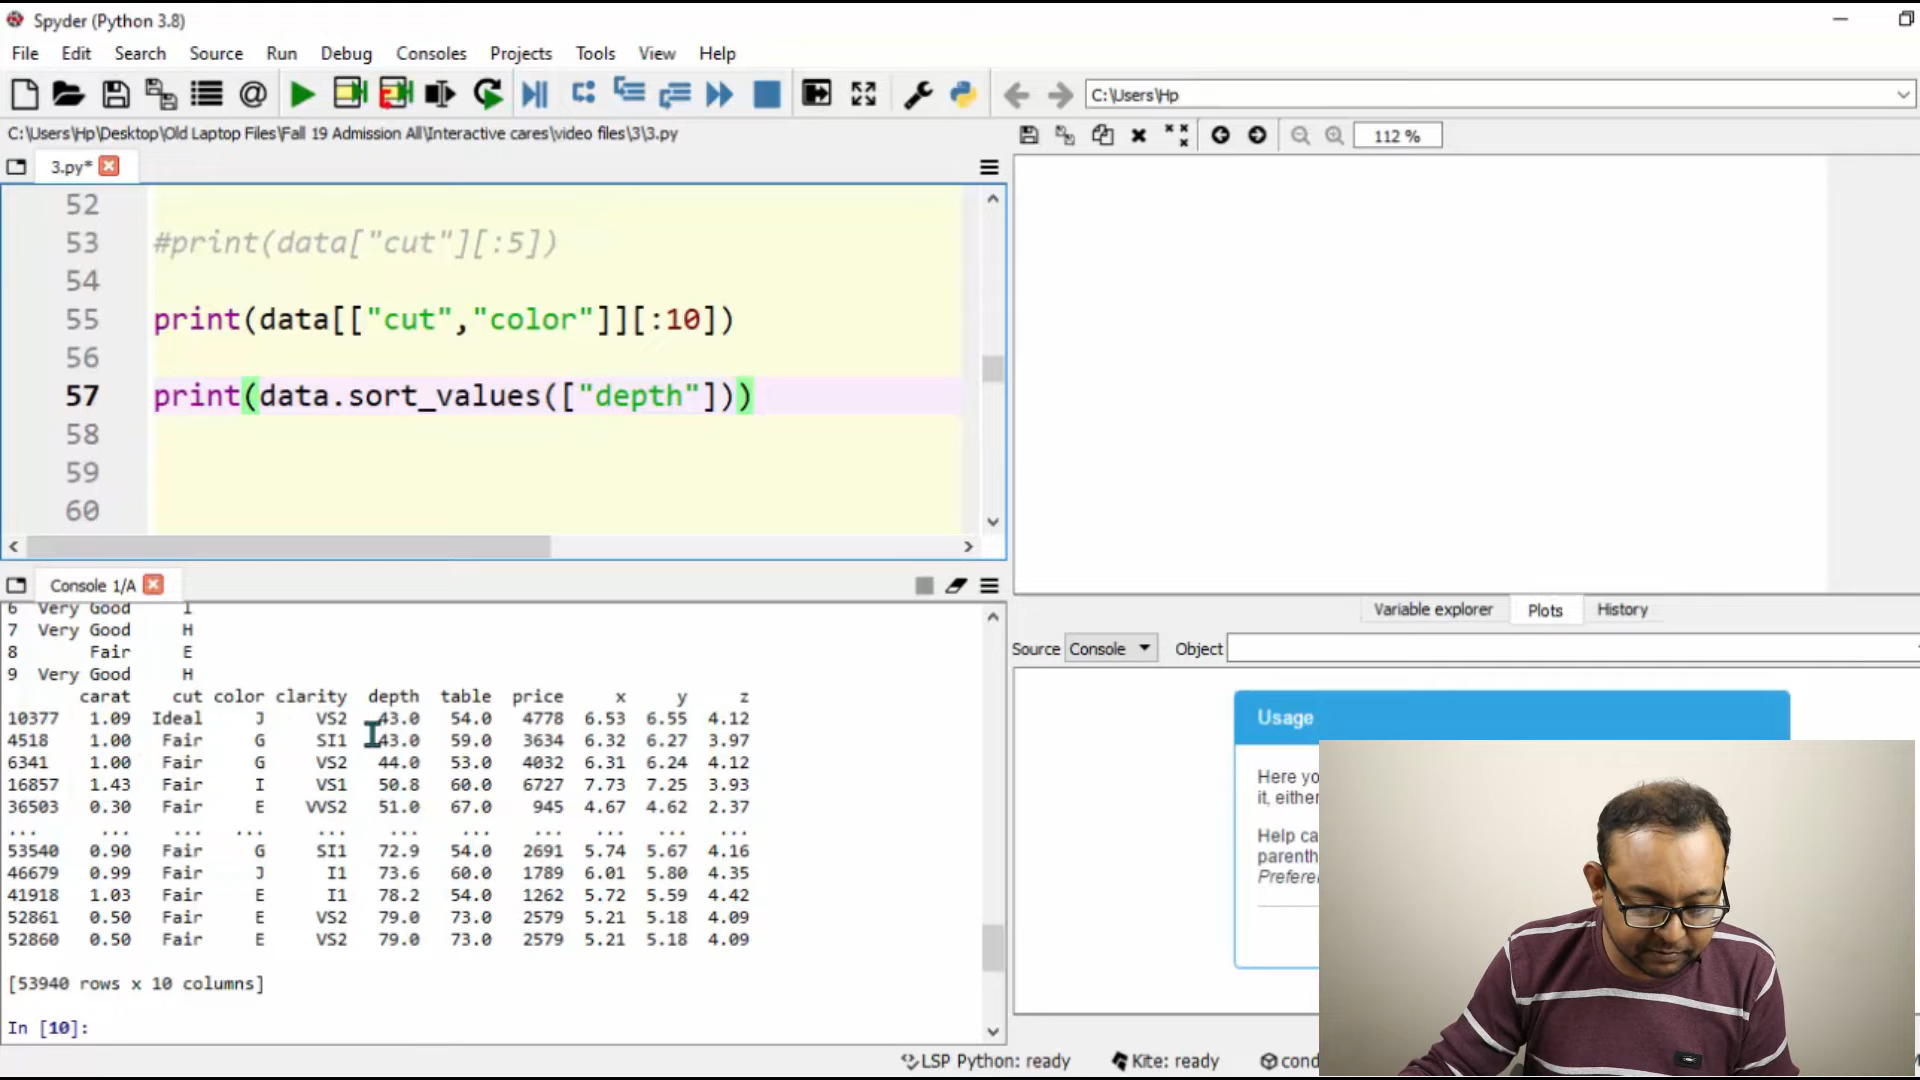 Spyder (Python 3.8)
File Edit Search Source Run Debug Consoles Projects Tools View Help
C:\Users\Hp
C:\Users\Hp\Desktop\Old Laptop Files\Fall 19 Admission All\Interactive cares\video files\3\3.py
112 %
3.py*
52
53 #print(data["cut"][:5])
54
55 print(data[["cut","color"]][:10])
56
57 print(data.sort_values(["depth"]))
58
59
60
Console 1/A
6 Very Good I
7 Very Good H
8 Fair E
9 Very Good H
carat cut color clarity depth table price x y z
10377 1.09 Ideal J VS2 43.0 54.0 4778 6.53 6.55 4.12
4518 1.00 Fair G SI1 43.0 59.0 3634 6.32 6.27 3.97
6341 1.00 Fair G VS2 44.0 53.0 4032 6.31 6.24 4.12
16857 1.43 Fair I VS1 50.8 60.0 6727 7.73 7.25 3.93
36503 0.30 Fair E VVS2 51.0 67.0 945 4.67 4.62 2.37
... ... ... ... ... ... ... ... ... ... ...
53540 0.90 Fair G SI1 72.9 54.0 2691 5.74 5.67 4.16
46679 0.99 Fair J I1 73.6 60.0 1789 6.01 5.80 4.35
41918 1.03 Fair E I1 78.2 54.0 1262 5.72 5.59 4.42
52861 0.50 Fair E VS2 79.0 73.0 2579 5.21 5.18 4.09
52860 0.50 Fair E VS2 79.0 73.0 2579 5.21 5.18 4.09
[53940 rows x 10 columns]
In [10]:
Variable explorer Plots History
Source Console Object
Usage
Here yo
it, either
Help ca
parenth
Prefere
LSP Python: ready Kite: ready cond